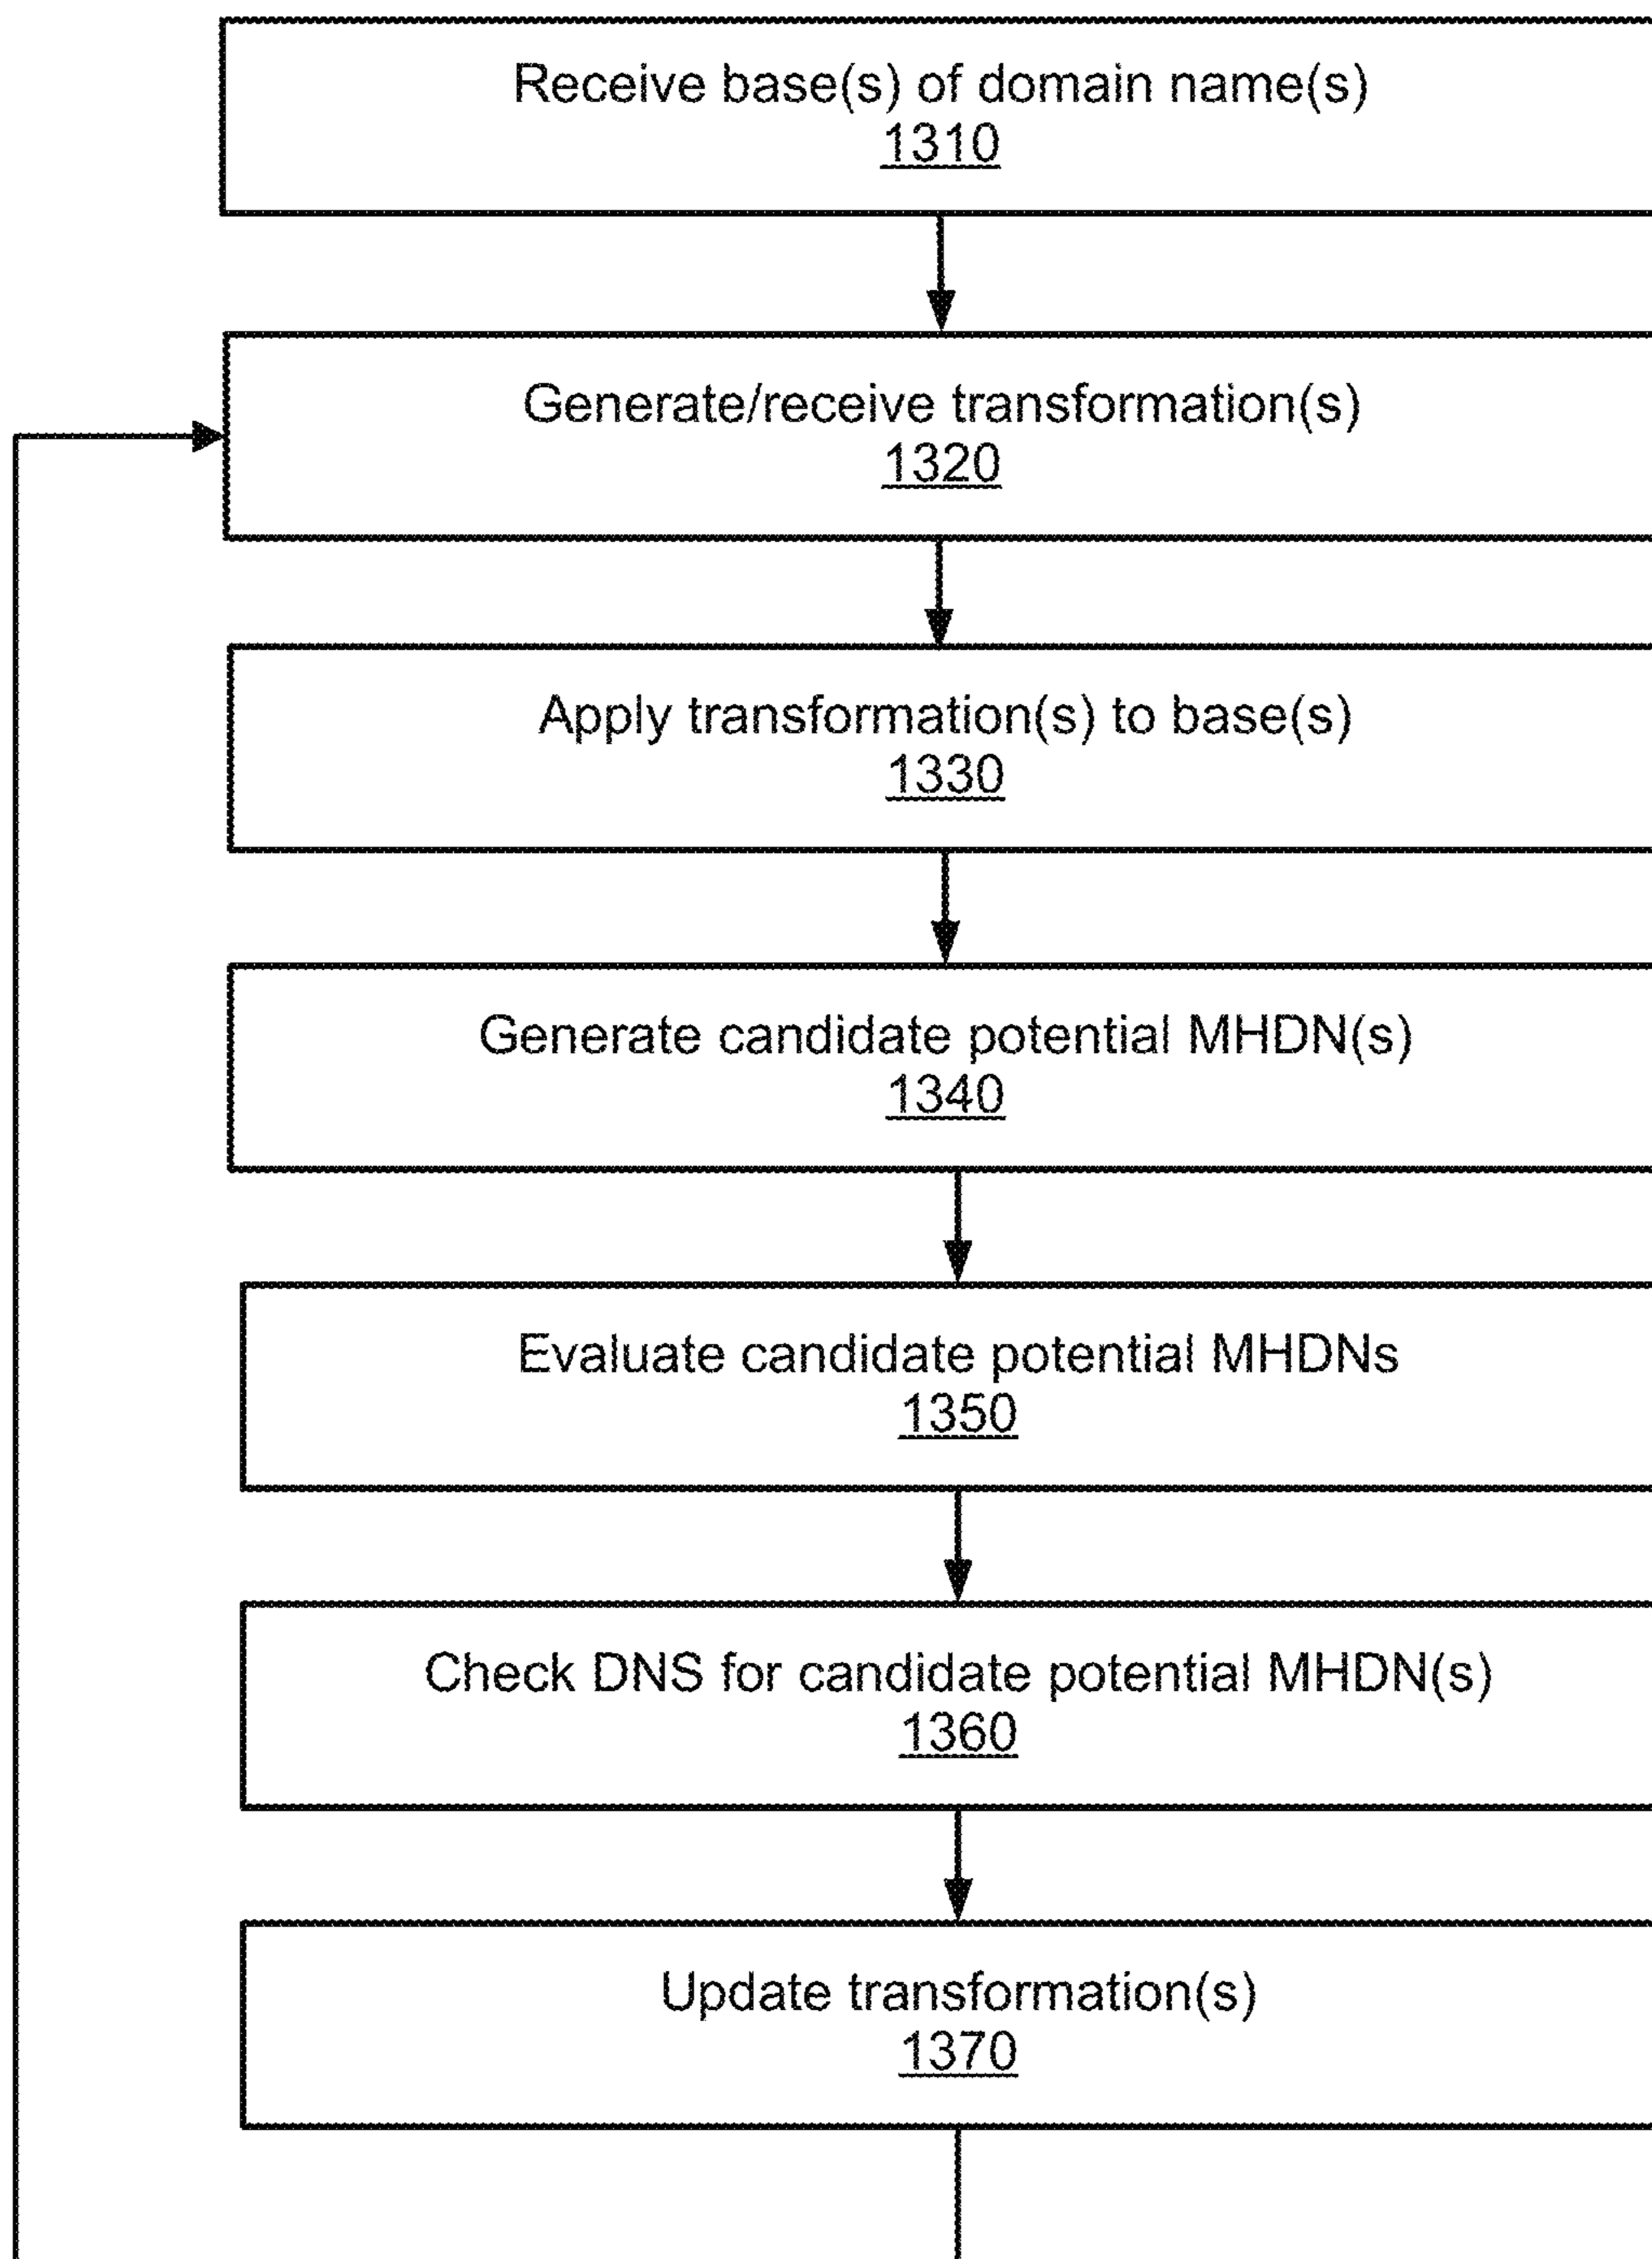 Receive base(s) of domain name(s)
1310
Generate/receive transformation(s)
1320
Apply transformation(s) to base(s)
1330
Generate candidate potential MHDN(s)
1340
Evaluate candidate potential MHDNs
1350
Check DNS for candidate potential MHDN(s)
1360
Update transformation(s)
1370